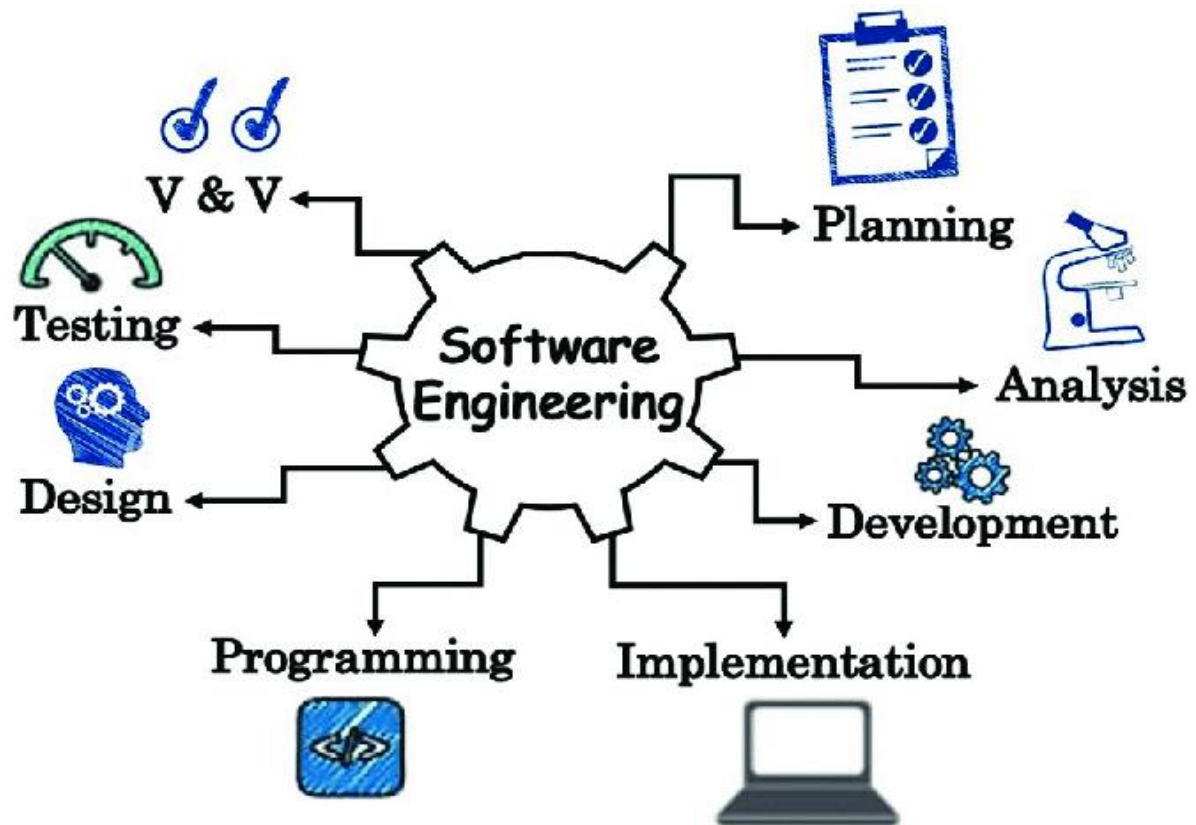 V & V
Planning
Testing
Software
Engineering
Analysis
Design
Development
Programming
Implementation